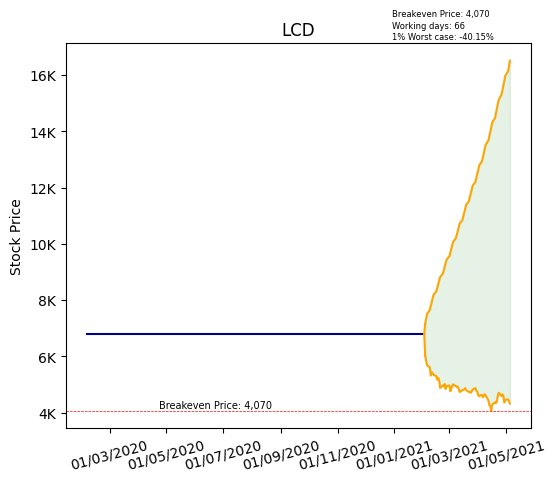 Breakeven Price: 4,070
Working days: 66
1% Worst case: -40.15%
LCD
Stock Price
16K
14K
12K
10K
8K
6K
4K
Breakeven Price: 4,070
01/03/2020
01/05/2020
01/07/2020
01/09/2020
01/11/2020
01/01/2021
01/03/2021
01/05/2021